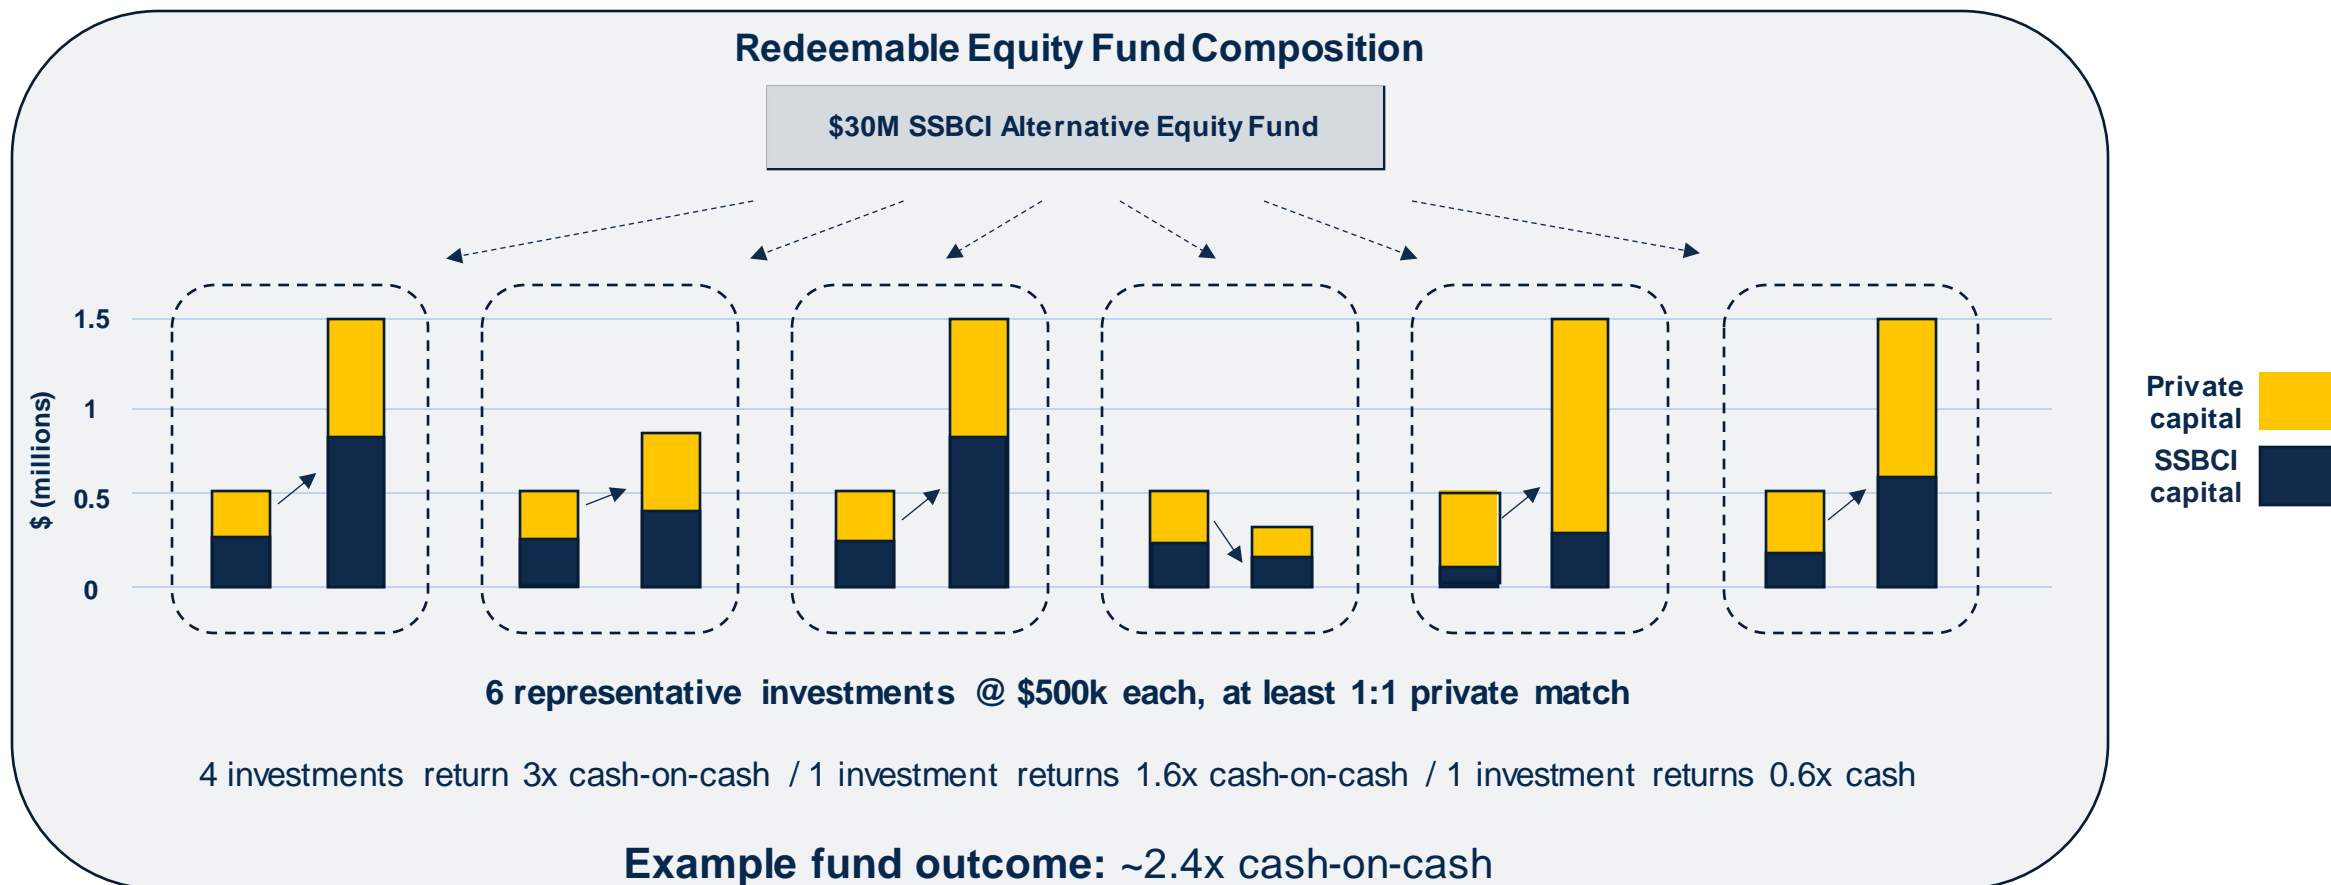 Redeemable Equity Fund Composition
$30M SSBCI Alternative Equity Fund
$ (millions)
1.5
1
0.5
0
Private
capital
SSBCI
capital
6 representative investments @ $500k each, at least 1:1 private match
4 investments return 3x cash-on-cash / 1 investment returns 1.6x cash-on-cash / 1 investment returns 0.6x cash
Example fund outcome: ~2.4x cash-on-cash